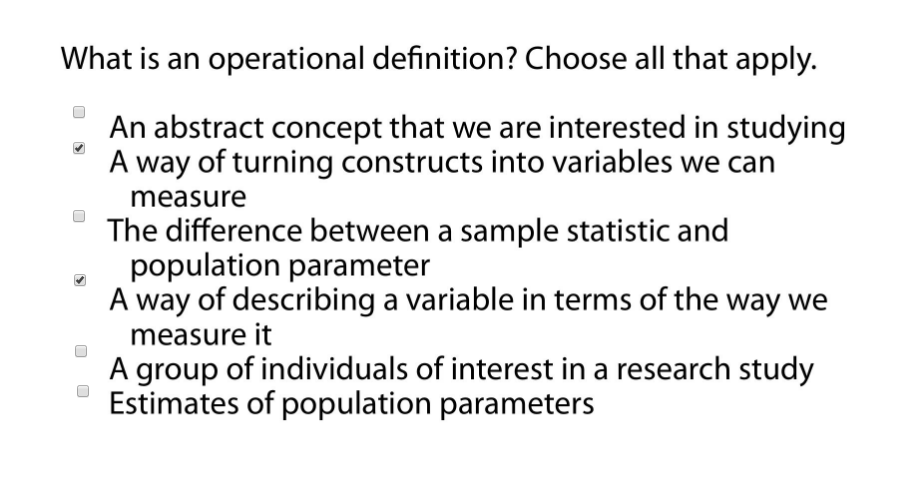 What is an operational definition? Choose all that apply.
An abstract concept that we are interested in studying
A way of turning constructs into variables we can
measure
The difference between a sample statistic and
population parameter
A way of describing a variable in terms of the way we
measure it
A group of individuals of interest in a research study
Estimates of population parameters